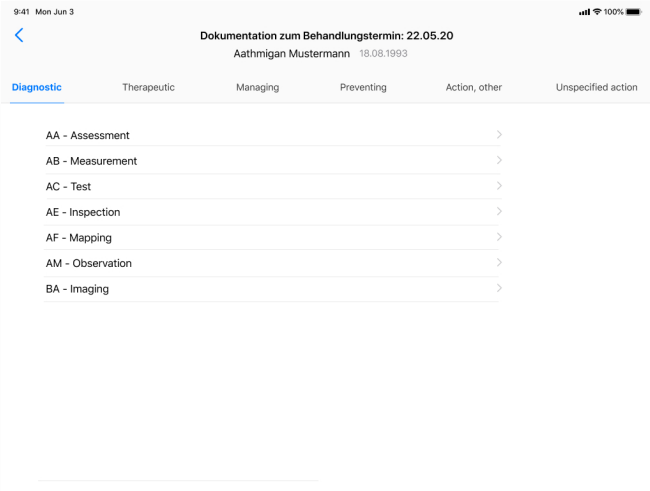 9:41 Mon Jun 3 100%
Dokumentation zum Behandlungstermin: 22.05.20
Aathmigan Mustermann 18.08.1993
Diagnostic Therapeutic Managing Preventing Action, other Unspecified action
AA - Assessment
AB - Measurement
AC - Test
AE - Inspection
AF - Mapping
AM - Observation
BA - Imaging